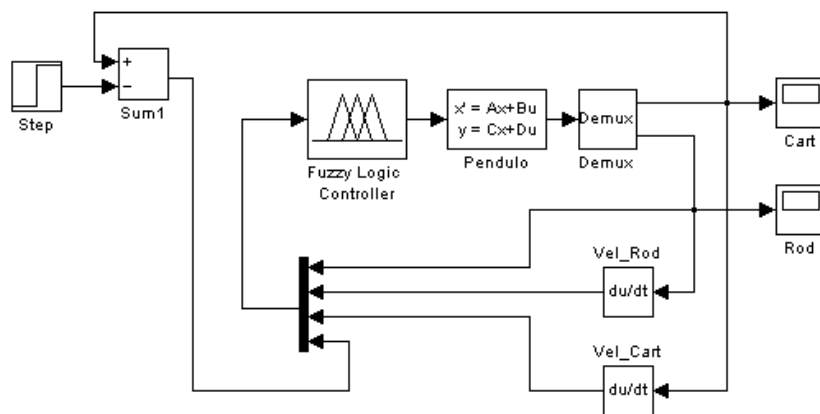 +
−
Step
Sum1
Fuzzy Logic
Controller
x' = Ax+Bu
y = Cx+Du
Pendulo
Demux
Demux
Cart
Rod
Vel_Rod
du/dt
Vel_Cart
du/dt